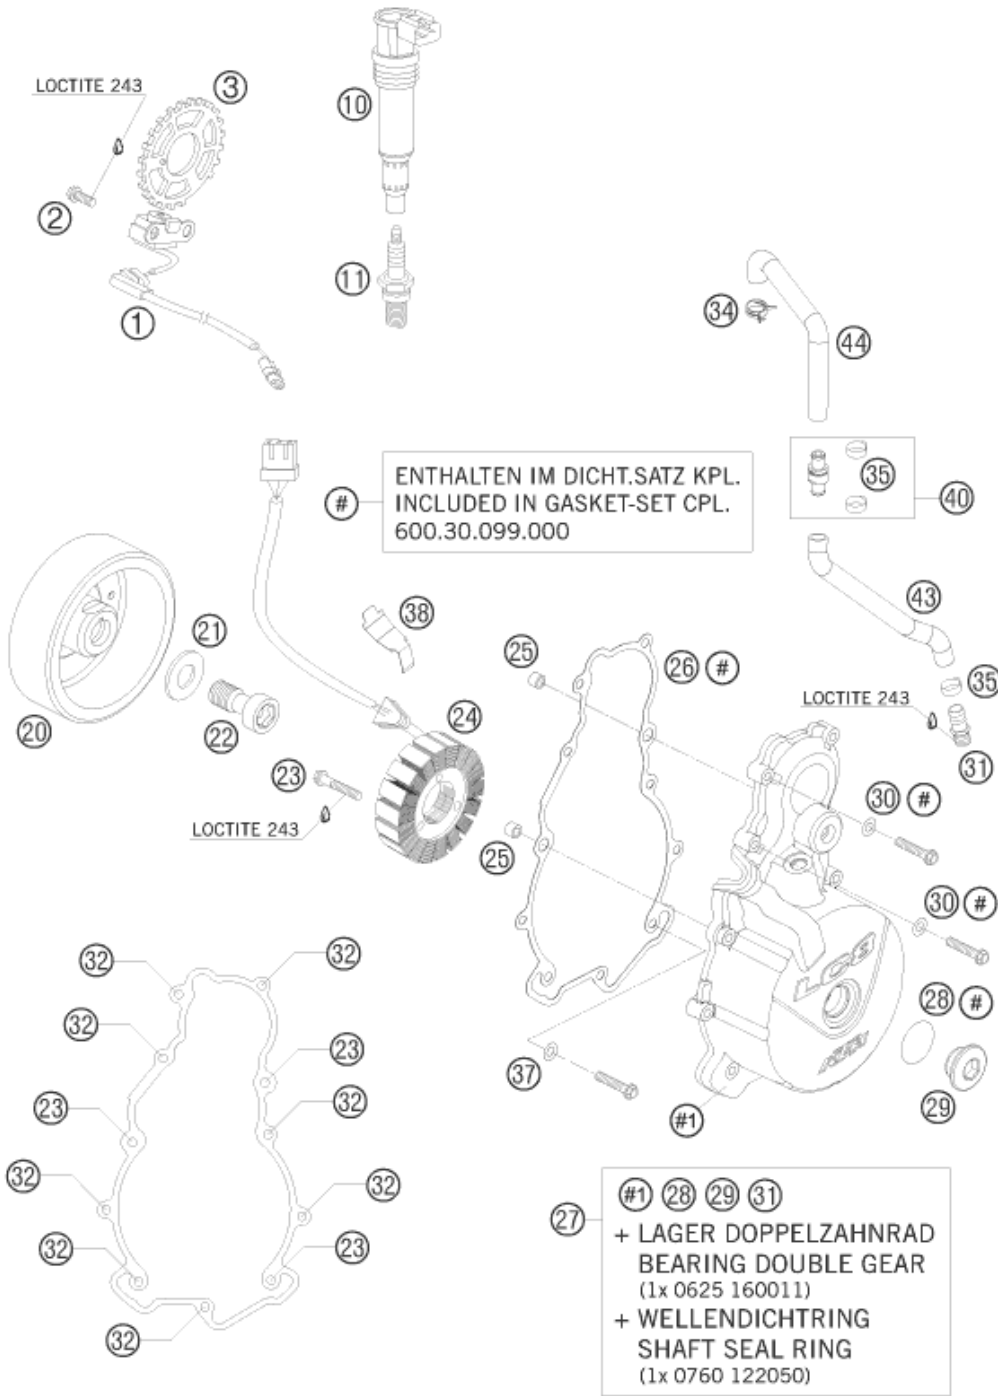 LOCTITE 243
3
2
1
10
11
34
44
35
40
#
ENTHALTEN IM DICHT.SATZ KPL.
INCLUDED IN GASKET-SET CPL.
600.30.099.000
43
35
LOCTITE 243
31
38
21
20
22
23
LOCTITE 243
24
25
26 #
25
30 #
30 #
LC8
KTM
28 #
29
37
#1
32
32
32
23
23
32
32
32
32
23
32
27
#1 28 29 31
+ LAGER DOPPELZAHNRAD
BEARING DOUBLE GEAR
(1x 0625 160011)
+ WELLENDICHTRING
SHAFT SEAL RING
(1x 0760 122050)